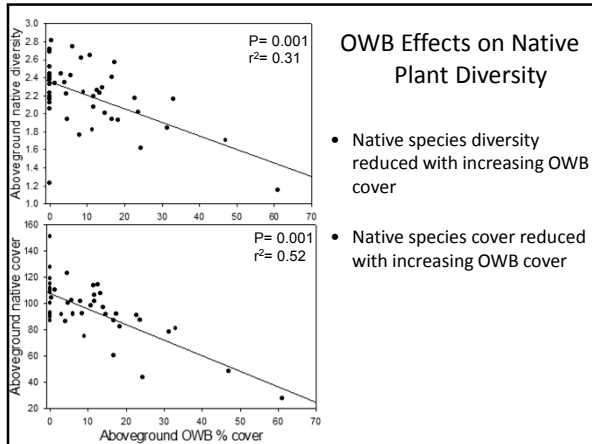 OWB Effects on Native
Plant Diversity
• Native species diversity
reduced with increasing OWB
cover
• Native species cover reduced
with increasing OWB cover
Aboveground native diversity
3.0
2.8
2.6
2.4
2.2
2.0
1.8
1.6
1.4
1.2
1.0
P= 0.001
r²= 0.31
0 10 20 30 40 50 60 70
Aboveground native cover
160
140
120
100
80
60
40
20
P= 0.001
r²= 0.52
0 10 20 30 40 50 60 70
Aboveground OWB % cover